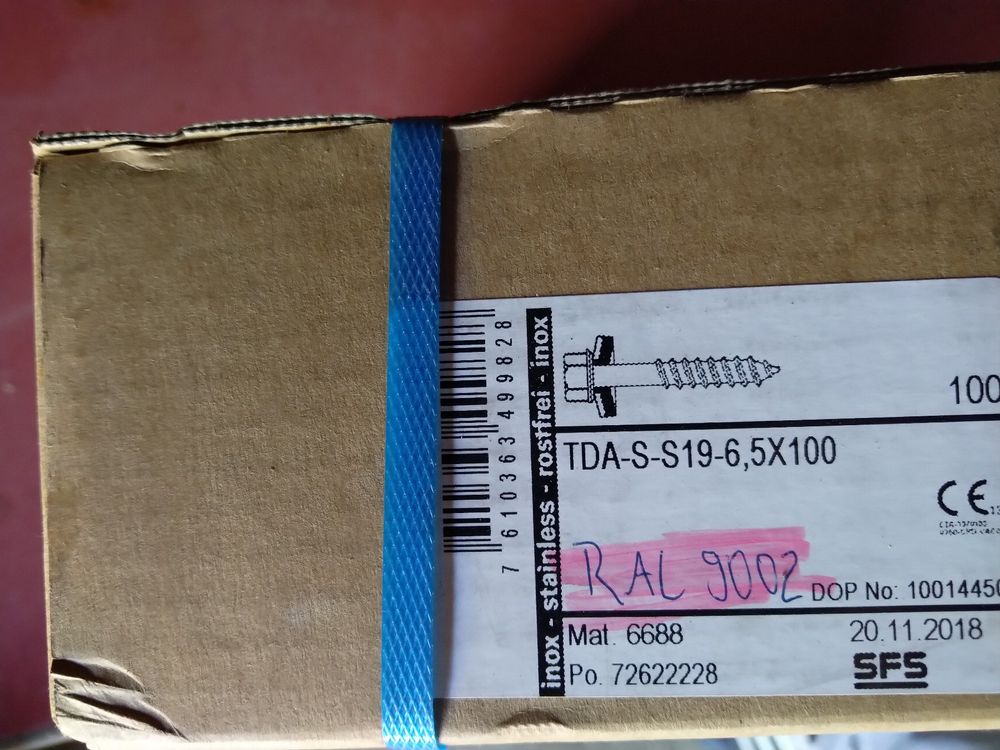 7 610363 499828
inox - stainless - rostfrei - inox
100
TDA-S-S19-6,5X100
CE
RAL 9002
DOP No: 1001445
Mat. 6688
20.11.2018
Po. 72622228
SFS